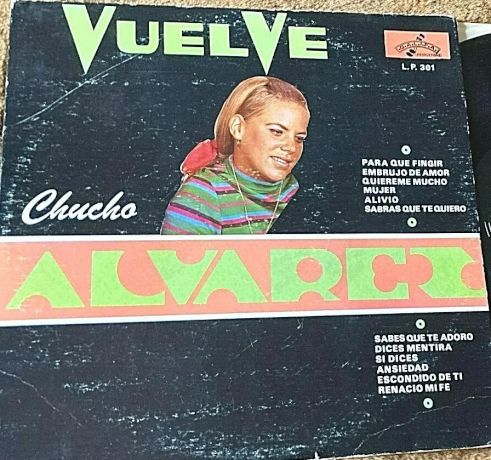 VUELVE
L.P. 301
PARA QUE FINGIR
EMBRUJO DE AMOR
QUIEREME MUCHO
MUJER
ALIVIO
SABRAS QUE TE QUIERO
Chucho
ALVAREZ
SABES QUE TE ADORO
DICES MENTIRA
SI DICES
ANSIEDAD
ESCONDIDO DE TI
RENACIO MI FE